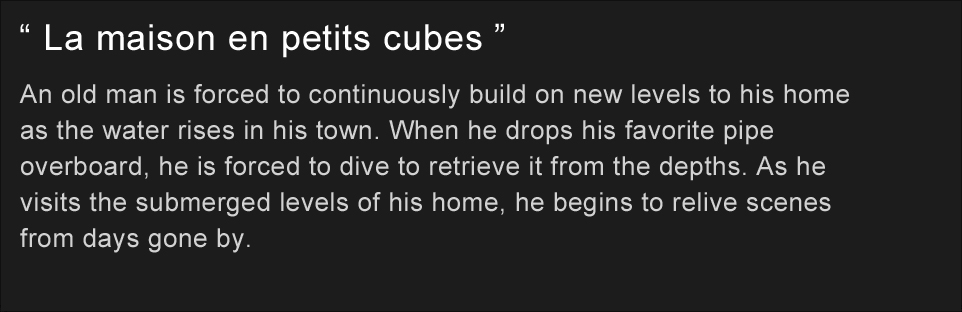 “ La maison en petits cubes ”
An old man is forced to continuously build on new levels to his home
as the water rises in his town. When he drops his favorite pipe
overboard, he is forced to dive to retrieve it from the depths. As he
visits the submerged levels of his home, he begins to relive scenes
from days gone by.